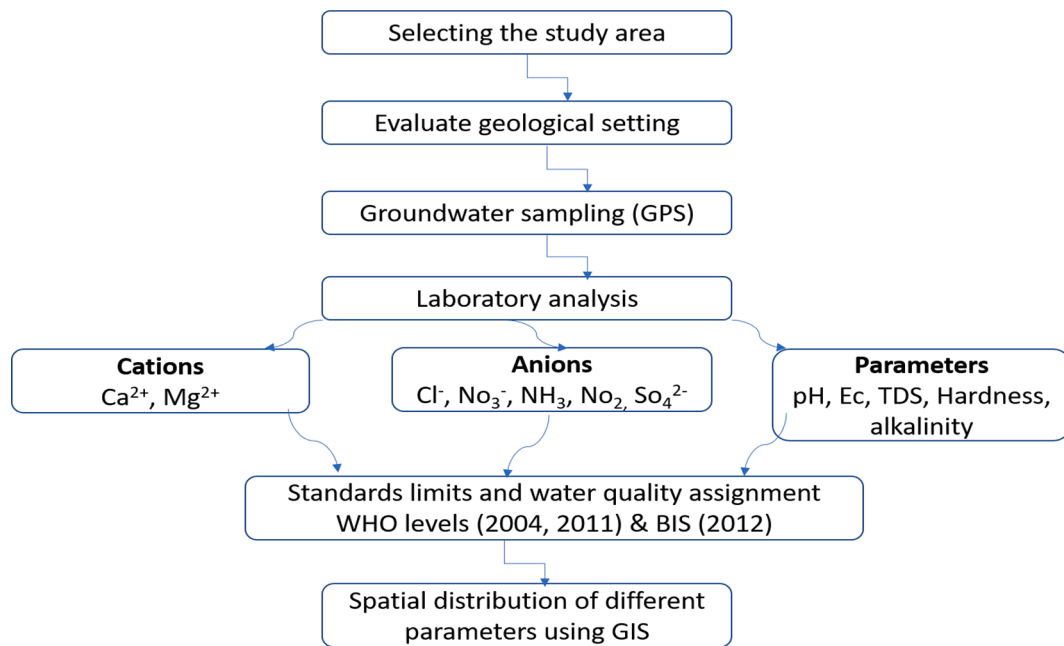 Selecting the study area
Evaluate geological setting
Groundwater sampling (GPS)
Laboratory analysis
Cations
Ca²⁺, Mg²⁺
Anions
Cl⁻, No₃⁻, NH₃, No₂, So₄²⁻
Parameters
pH, Ec, TDS, Hardness,
alkalinity
Standards limits and water quality assignment
WHO levels (2004, 2011) & BIS (2012)
Spatial distribution of different
parameters using GIS